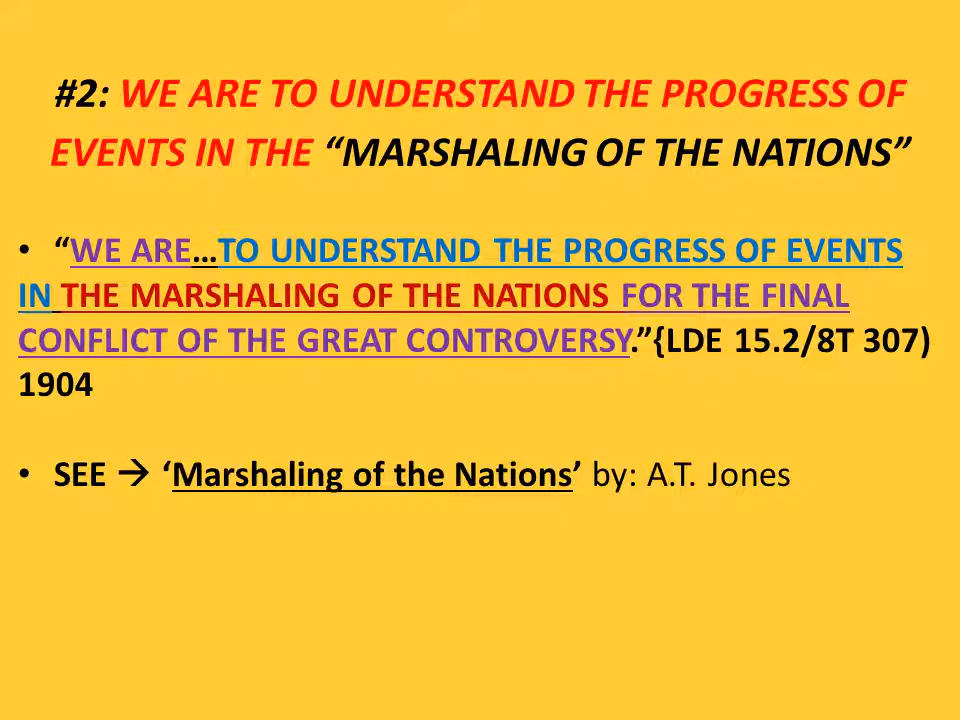 #2: WE ARE TO UNDERSTAND THE PROGRESS OF
EVENTS IN THE “MARSHALING OF THE NATIONS”
• “WE ARE…TO UNDERSTAND THE PROGRESS OF EVENTS
IN THE MARSHALING OF THE NATIONS FOR THE FINAL
CONFLICT OF THE GREAT CONTROVERSY.”{LDE 15.2/8T 307)
1904
• SEE → ‘Marshaling of the Nations’ by: A.T. Jones